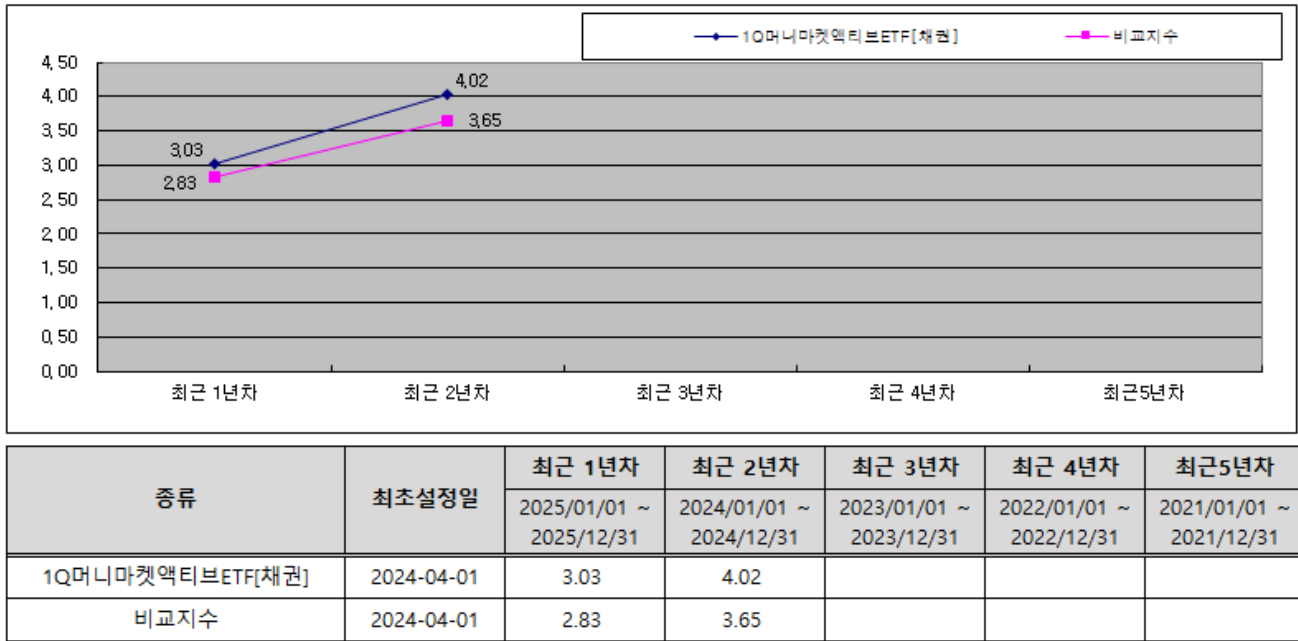 1Q머니마켓액티브ETF[채권] 비교지수
4,50
4,00
3,50
3,00
2,50
2,00
1,50
1,00
0,50
0,00
4,02
3,65
3,03
2,83
최근 1년차 최근 2년차 최근 3년차 최근 4년차 최근5년차
종류 최초설정일 최근 1년차 최근 2년차 최근 3년차 최근 4년차 최근5년차
2025/01/01 ~ 2024/01/01 ~ 2023/01/01 ~ 2022/01/01 ~ 2021/01/01 ~
2025/12/31 2024/12/31 2023/12/31 2022/12/31 2021/12/31
1Q머니마켓액티브ETF[채권] 2024-04-01 3.03 4.02
비교지수 2024-04-01 2.83 3.65